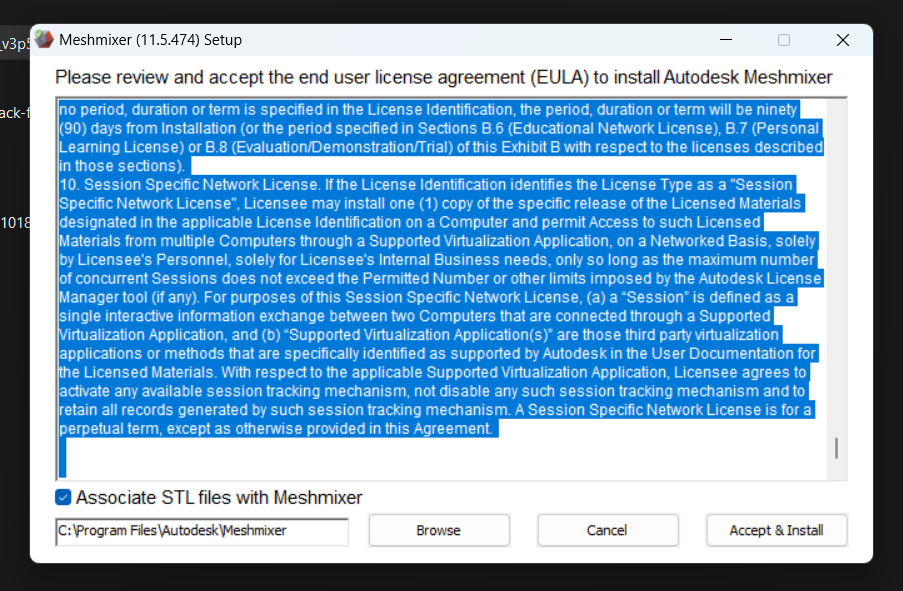 _v3p5
Meshmixer (11.5.474) Setup
Please review and accept the end user license agreement (EULA) to install Autodesk Meshmixer
ack-f
1018
no period, duration or term is specified in the License Identification, the period, duration or term will be ninety
(90) days from Installation (or the period specified in Sections B.6 (Educational Network License), B.7 (Personal
Learning License) or B.8 (Evaluation/Demonstration/Trial) of this Exhibit B with respect to the licenses described
in those sections).
10. Session Specific Network License. If the License Identification identifies the License Type as a "Session
Specific Network License", Licensee may install one (1) copy of the specific release of the Licensed Materials
designated in the applicable License Identification on a Computer and permit Access to such Licensed
Materials from multiple Computers through a Supported Virtualization Application, on a Networked Basis, solely
by Licensee's Personnel, solely for Licensee's Internal Business needs, only so long as the maximum number
of concurrent Sessions does not exceed the Permitted Number or other limits imposed by the Autodesk License
Manager tool (if any). For purposes of this Session Specific Network License, (a) a “Session” is defined as a
single interactive information exchange between two Computers that are connected through a Supported
Virtualization Application, and (b) “Supported Virtualization Application(s)” are those third party virtualization
applications or methods that are specifically identified as supported by Autodesk in the User Documentation for
the Licensed Materials. With respect to the applicable Supported Virtualization Application, Licensee agrees to
activate any available session tracking mechanism, not disable any such session tracking mechanism and to
retain all records generated by such session tracking mechanism. A Session Specific Network License is for a
perpetual term, except as otherwise provided in this Agreement.
Associate STL files with Meshmixer
C:\Program Files\Autodesk\Meshmixer
Browse
Cancel
Accept & Install